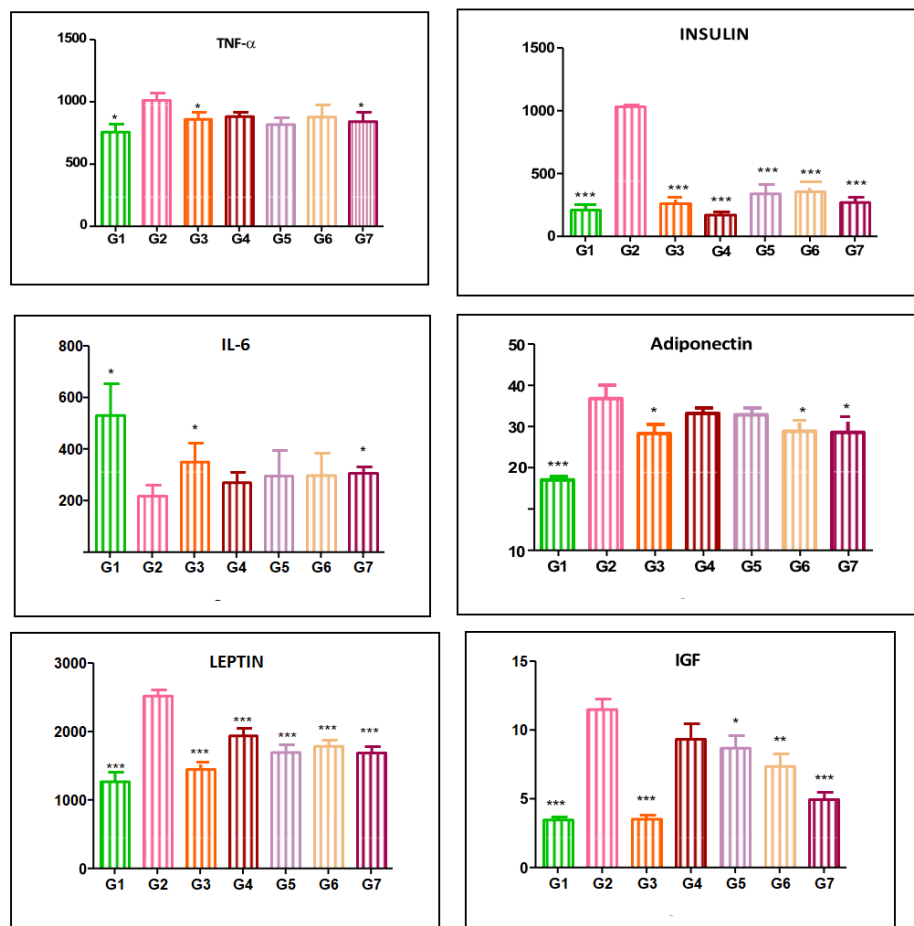 TNF-α
1500
1000
500
0
* * *
G1 G2 G3 G4 G5 G6 G7
INSULIN
1500
1000
500
0
*** *** *** *** *** ***
G1 G2 G3 G4 G5 G6 G7
IL-6
800
600
400
200
* * *
G1 G2 G3 G4 G5 G6 G7
Adiponectin
50
40
30
20
10
*** * * *
G1 G2 G3 G4 G5 G6 G7
LEPTIN
3000
2000
1000
0
*** *** *** *** *** ***
G1 G2 G3 G4 G5 G6 G7
IGF
15
10
5
0
*** *** * ** ***
G1 G2 G3 G4 G5 G6 G7